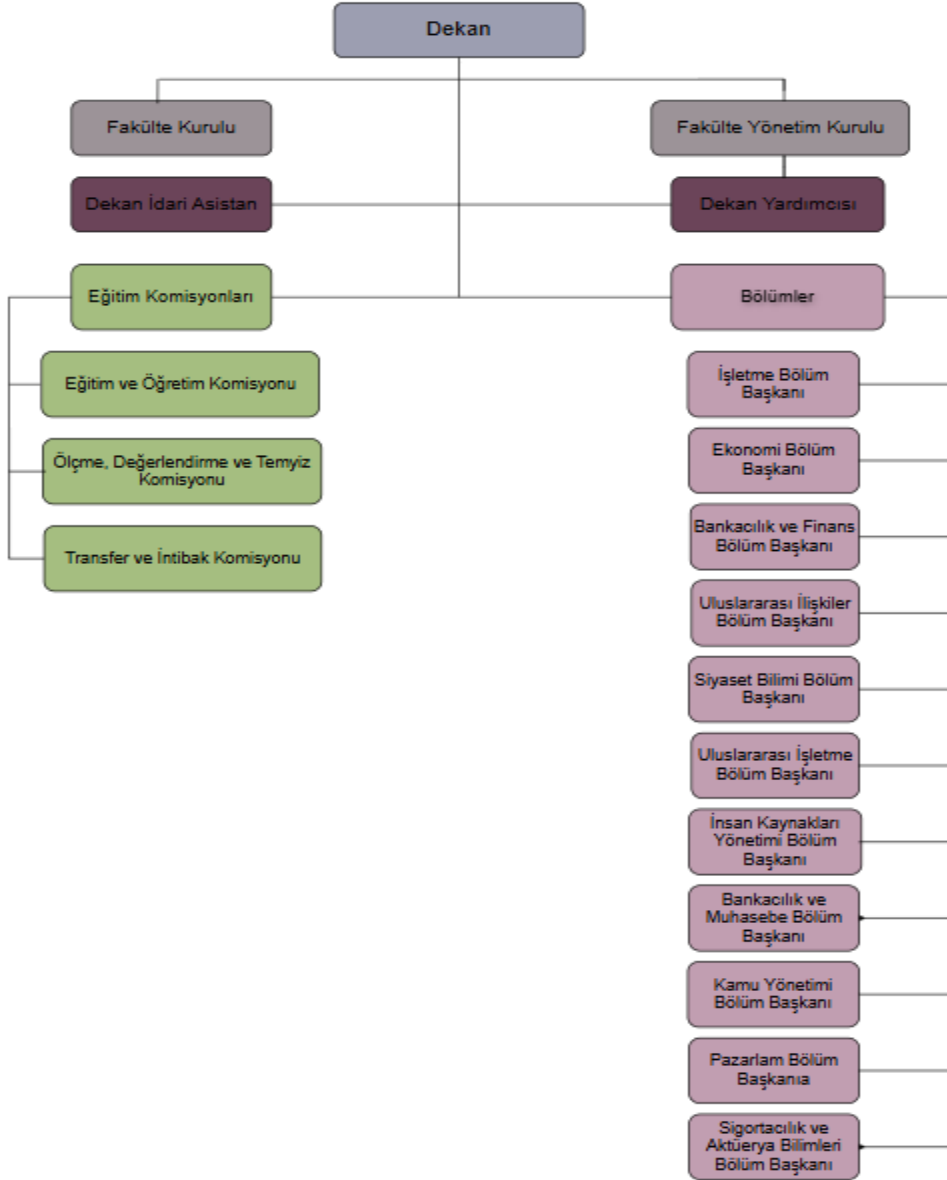 Dekan
Fakülte Kurulu
Fakülte Yönetim Kurulu
Dekan İdari Asistan
Dekan Yardımcısı
Eğitim Komisyonları
Bölümler
Eğitim ve Öğretim Komisyonu
Ölçme, Değerlendirme ve Temyiz
Komisyonu
Transfer ve İntibak Komisyonu
İşletme Bölüm
Başkanı
Ekonomi Bölüm
Başkanı
Bankacılık ve Finans
Bölüm Başkanı
Uluslararası İlişkiler
Bölüm Başkanı
Siyaset Bilimi Bölüm
Başkanı
Uluslararası İşletme
Bölüm Başkanı
İnsan Kaynakları
Yönetimi Bölüm
Başkanı
Bankacılık ve
Muhasebe Bölüm
Başkanı
Kamu Yönetimi
Bölüm Başkanı
Pazarlam Bölüm
Başkanıa
Sigortacılık ve
Aktüerya Bilimleri
Bölüm Başkanı